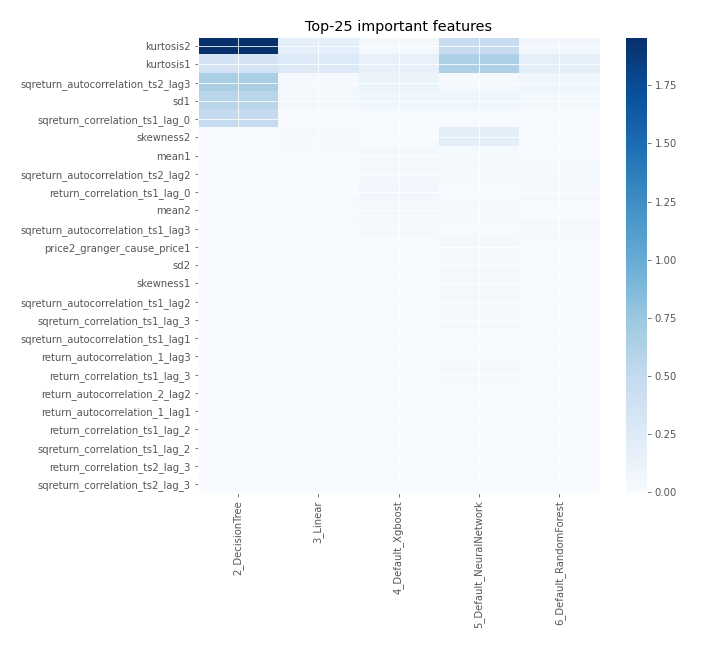 Top-25 important features
kurtosis2
kurtosis1
sqreturn_autocorrelation_ts2_lag3
sd1
sqreturn_correlation_ts1_lag_0
skewness2
mean1
sqreturn_autocorrelation_ts2_lag2
return_correlation_ts1_lag_0
mean2
sqreturn_autocorrelation_ts1_lag3
price2_granger_cause_price1
sd2
skewness1
sqreturn_autocorrelation_ts1_lag2
sqreturn_correlation_ts1_lag_3
sqreturn_autocorrelation_ts1_lag1
return_autocorrelation_1_lag3
return_correlation_ts1_lag_3
return_autocorrelation_2_lag2
return_autocorrelation_1_lag1
return_correlation_ts1_lag_2
sqreturn_correlation_ts1_lag_2
return_correlation_ts2_lag_3
sqreturn_correlation_ts2_lag_3
2_DecisionTree
3_Linear
4_Default_Xgboost
5_Default_NeuralNetwork
6_Default_RandomForest
1.75
1.50
1.25
1.00
0.75
0.50
0.25
0.00